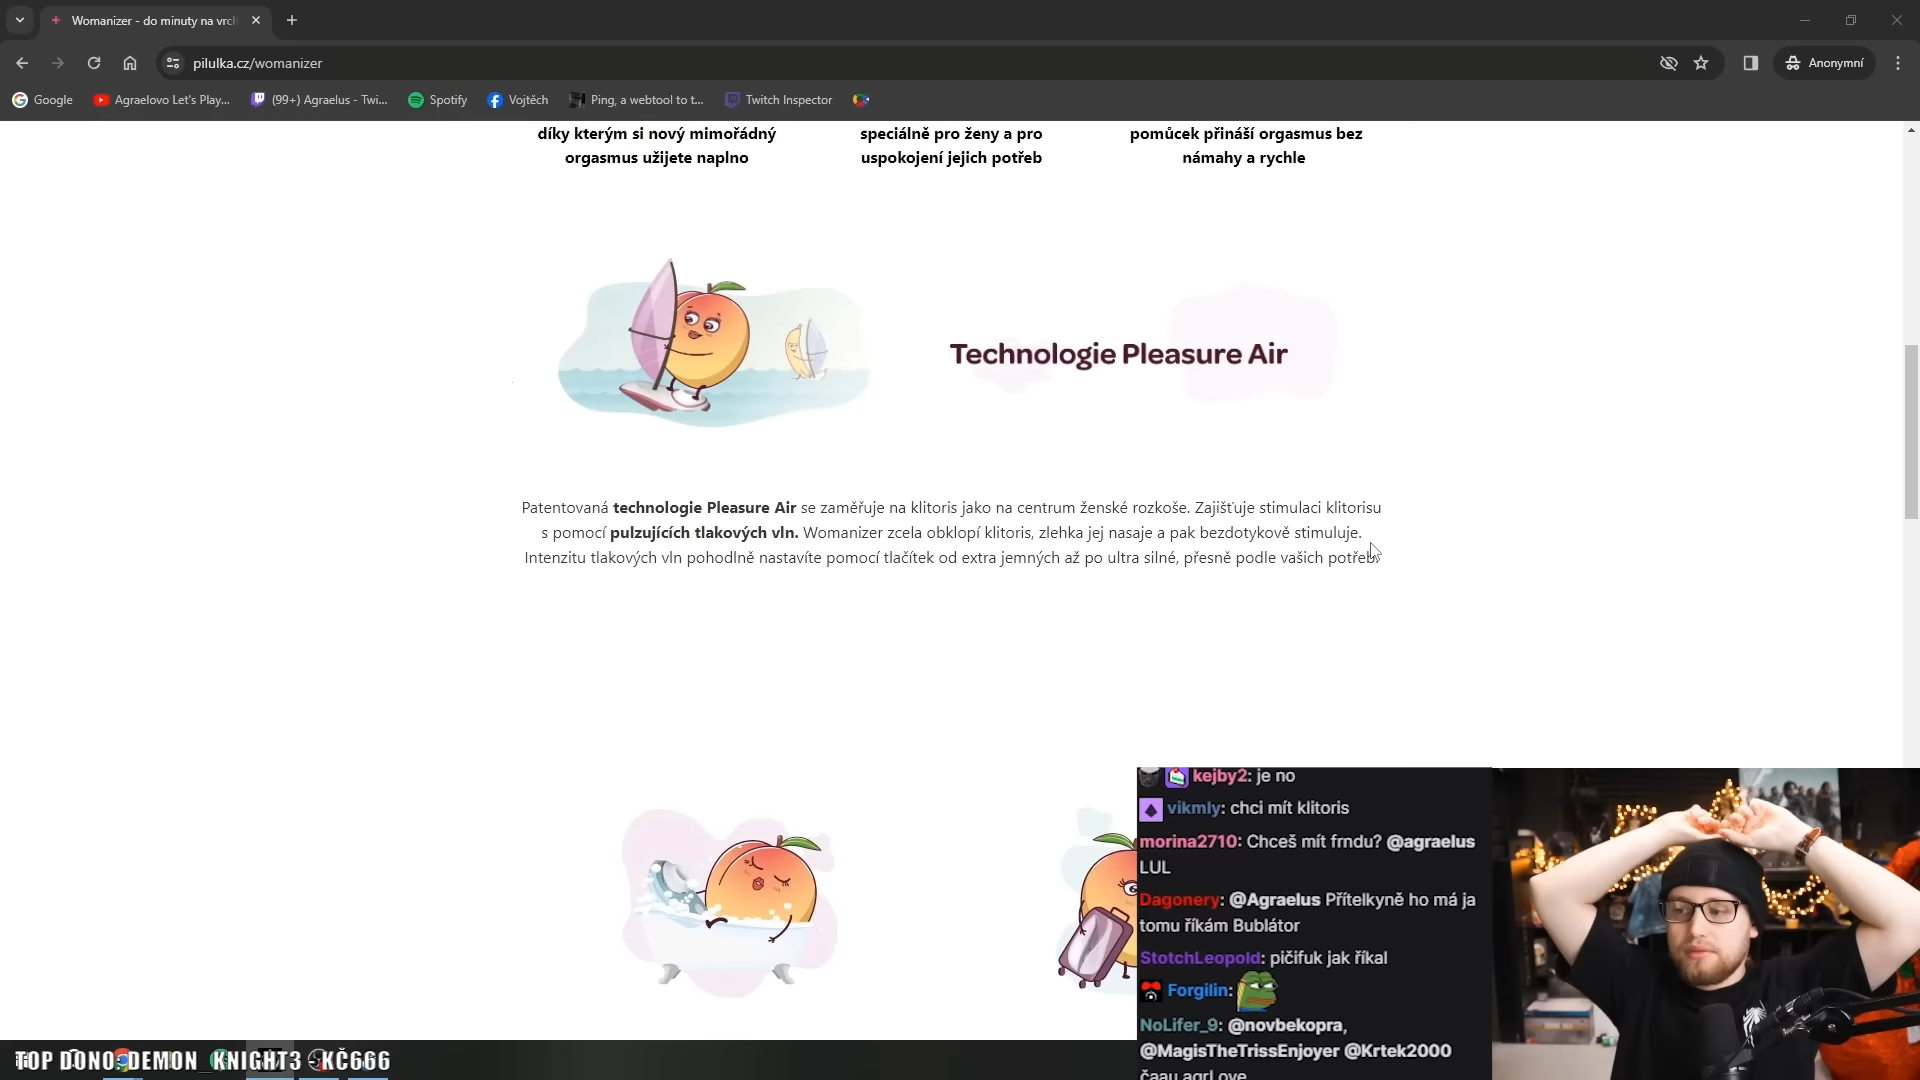 Womanizer - do minuty na vrch
pilulka.cz/womanizer
Anonymní
Google
Agraelovo Let's Play...
(99+) Agraelus - Twi...
Spotify
Vojtěch
Ping, a webtool to t...
Twitch Inspector
díky kterým si nový mimořádný
orgasmus užijete naplno
speciálně pro ženy a pro
uspokojení jejich potřeb
pomůcek přináší orgasmus bez
námahy a rychle
Technologie Pleasure Air
Patentovaná technologie Pleasure Air se zaměřuje na klitoris jako na centrum ženské rozkoše. Zajišťuje stimulaci klitorisu
s pomocí pulzujících tlakových vln. Womanizer zcela obklopí klitoris, zlehka jej nasaje a pak bezdotykově stimuluje.
Intenzitu tlakových vln pohodlně nastavíte pomocí tlačítek od extra jemných až po ultra silné, přesně podle vašich potřeb.
kejby2: je no
vikmly: chci mít klitoris
morina2710: Chceš mít frndu? @agraelus
LUL
Dagonery: @Agraelus Přítelkyně ho má ja
tomu říkám Bublátor
StotchLeopold: pičifuk jak říkal
Forgilin:
NoLifer_9: @novbekopra,
@MagisTheTrissEnjoyer @Krtek2000
čaau agrLove
TOP DONO: DEMON_KNIGHT3 - KČ666